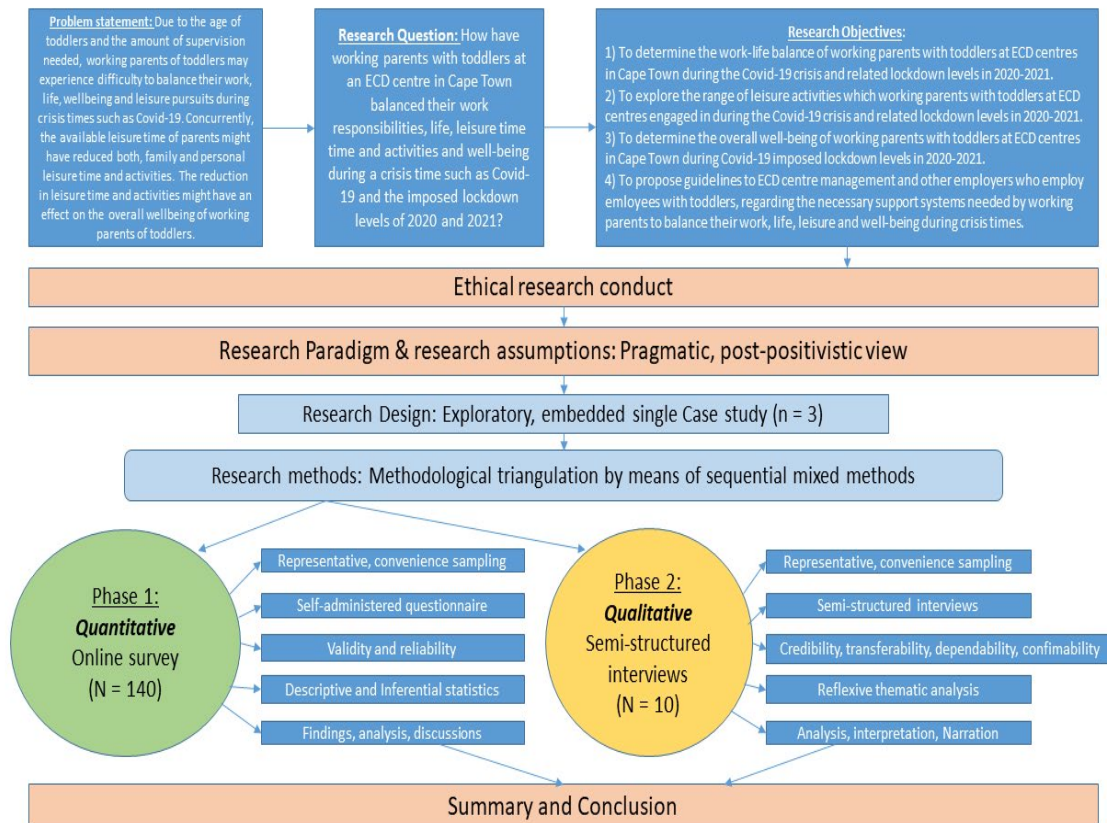 Problem statement: Due to the age of
toddlers and the amount of supervision
needed, working parents of toddlers may
experience difficulty to balance their work,
life, wellbeing and leisure pursuits during
crisis times such as Covid-19. Concurrently,
the available leisure time of parents might
have reduced both, family and personal
leisure time and activities. The reduction
in leisure time and activities might have an
effect on the overall wellbeing of working
parents of toddlers.
Research Question: How have
working parents with toddlers at
an ECD centre in Cape Town
balanced their work
responsibilities, life, leisure time
time and activities and well-being
during a crisis time such as Covid-
19 and the imposed lockdown
levels of 2020 and 2021?
Research Objectives:
1) To determine the work-life balance of working parents with toddlers at ECD centres
in Cape Town during the Covid-19 crisis and related lockdown levels in 2020-2021.
2) To explore the range of leisure activities which working parents with toddlers at ECD
centres engaged in during the Covid-19 crisis and related lockdown levels in 2020-2021.
3) To determine the overall well-being of working parents with toddlers at ECD centres
in Cape Town during Covid-19 imposed lockdown levels in 2020-2021.
4) To propose guidelines to ECD centre management and other employers who employ
emloyees with toddlers, regarding the necessary support systems needed by working
parents to balance their work, life, leisure and well-being during crisis times.
Ethical research conduct
Research Paradigm & research assumptions: Pragmatic, post-positivistic view
Research Design: Exploratory, embedded single Case study (n = 3)
Research methods: Methodological triangulation by means of sequential mixed methods
Phase 1:
Quantitative
Online survey
(N = 140)
Representative, convenience sampling
Self-administered questionnaire
Validity and reliability
Descriptive and Inferential statistics
Findings, analysis, discussions
Phase 2:
Qualitative
Semi-structured
interviews
(N = 10)
Representative, convenience sampling
Semi-structured interviews
Credibility, transferability, dependability, confimability
Reflexive thematic analysis
Analysis, interpretation, Narration
Summary and Conclusion